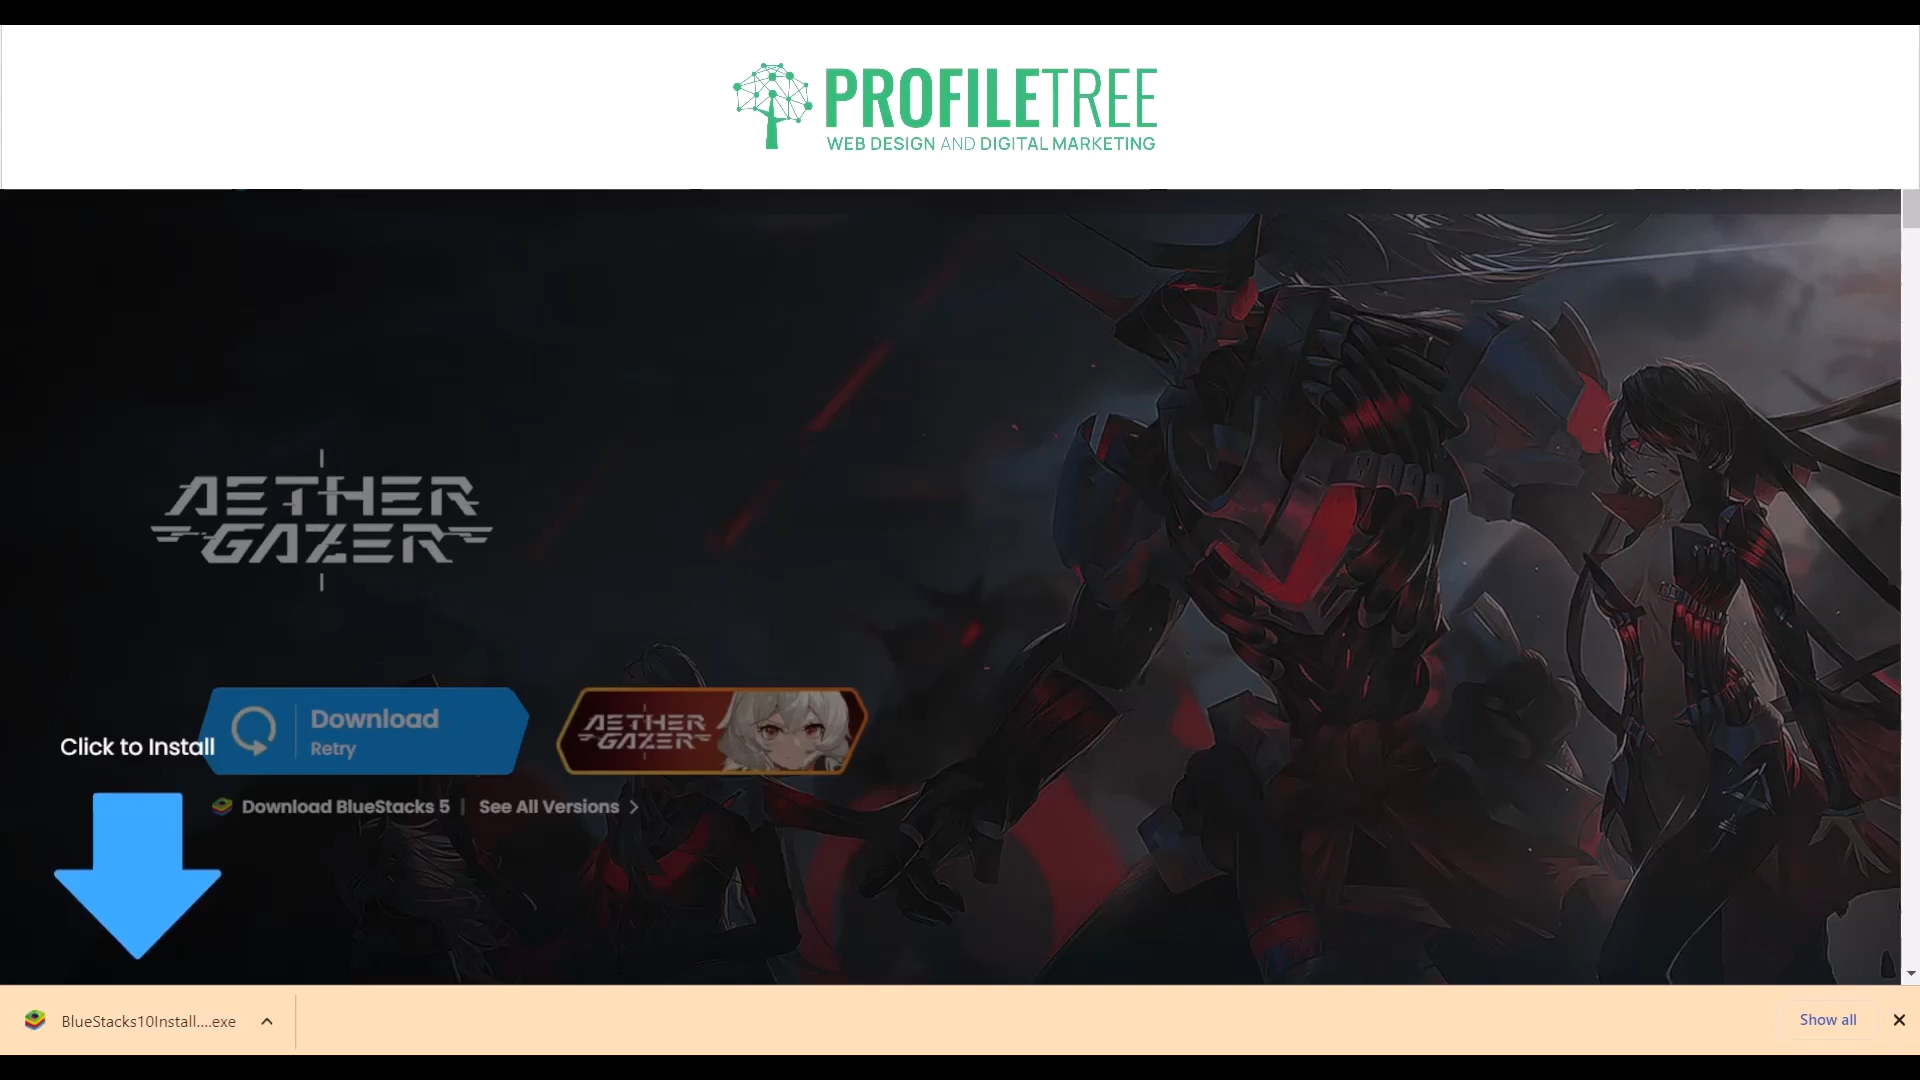 PROFILETREE
WEB DESIGN AND DIGITAL MARKETING
AETHER
GAZER
Download
Retry
AETHER
GAZER
Click to Install
Download BlueStacks 5 | See All Versions >
BlueStacks10Install....exe
Show all